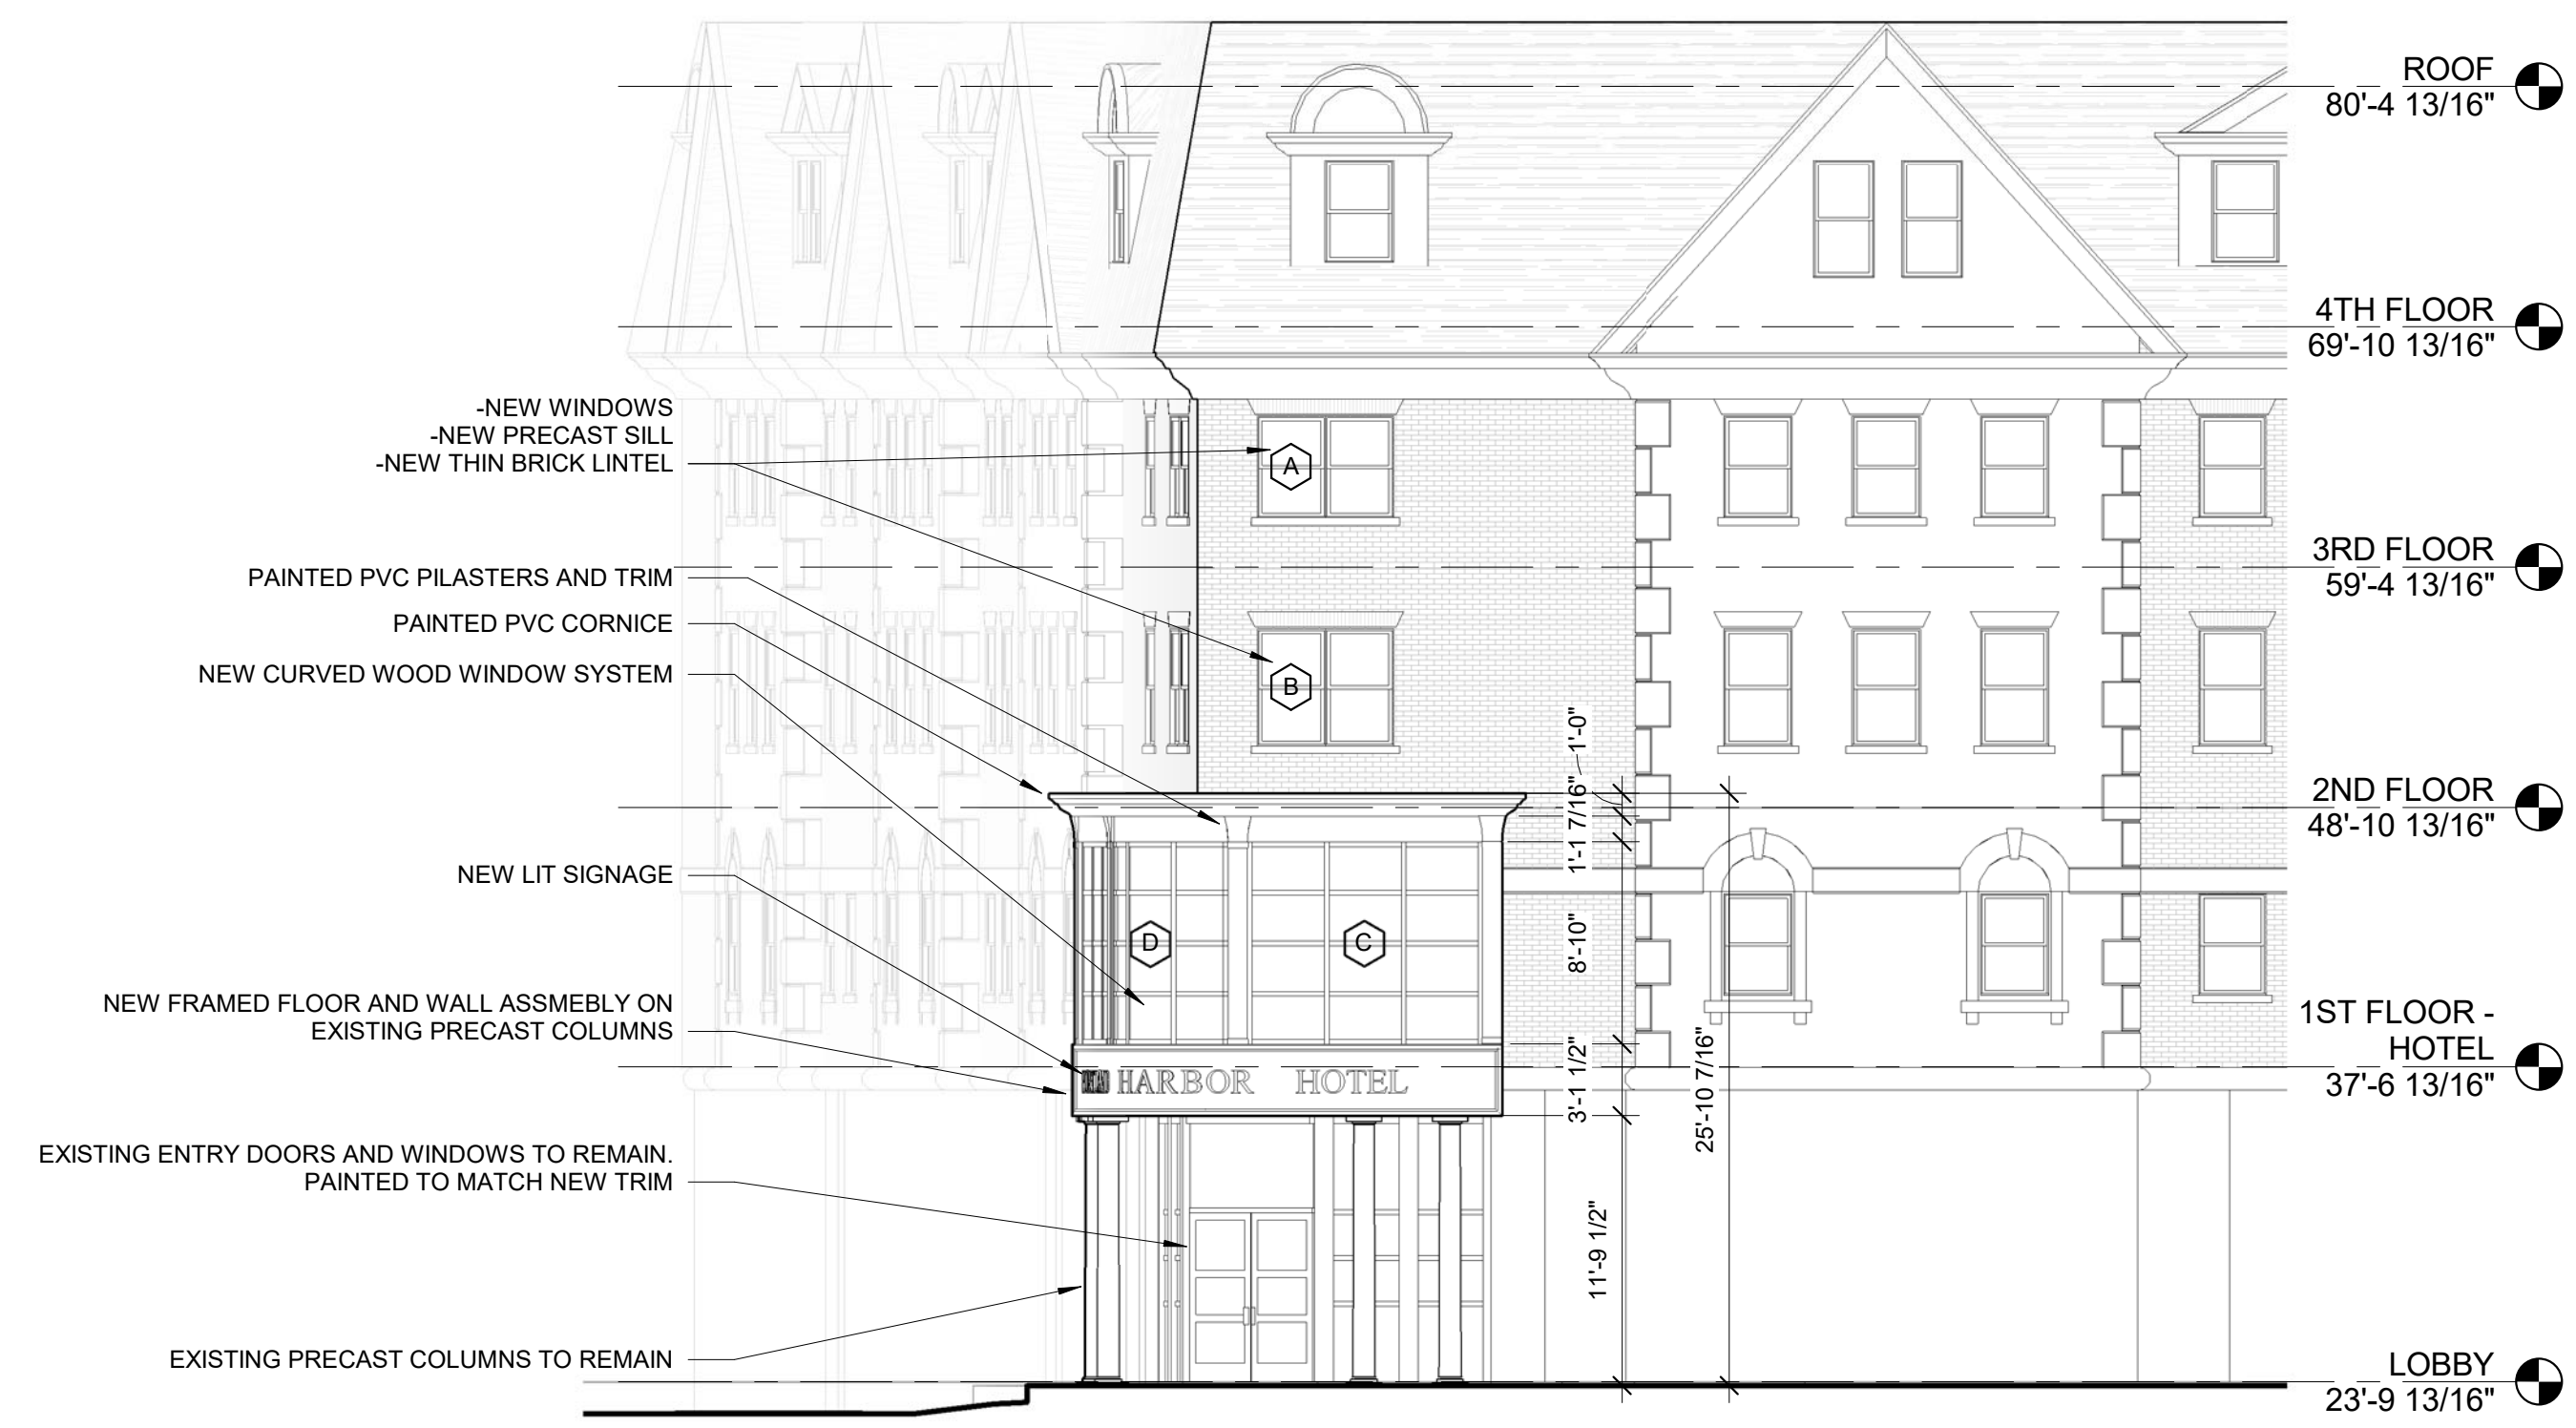 ROOF
80'-4 13/16"
4TH FLOOR
69'-10 13/16"
-NEW WINDOWS
-NEW PRECAST SILL
-NEW THIN BRICK LINTEL
A
3RD FLOOR
59'-4 13/16"
PAINTED PVC PILASTERS AND TRIM
PAINTED PVC CORNICE
NEW CURVED WOOD WINDOW SYSTEM
B
1'-0"
1'-1 7/16"
2ND FLOOR
48'-10 13/16"
NEW LIT SIGNAGE
D
C
8'-10"
NEW FRAMED FLOOR AND WALL ASSMEBLY ON
EXISTING PRECAST COLUMNS
1ST FLOOR -
HOTEL
37'-6 13/16"
HARBOR HOTEL
3'-1 1/2"
25'-10 7/16"
EXISTING ENTRY DOORS AND WINDOWS TO REMAIN.
PAINTED TO MATCH NEW TRIM
11'-9 1/2"
EXISTING PRECAST COLUMNS TO REMAIN
LOBBY
23'-9 13/16"